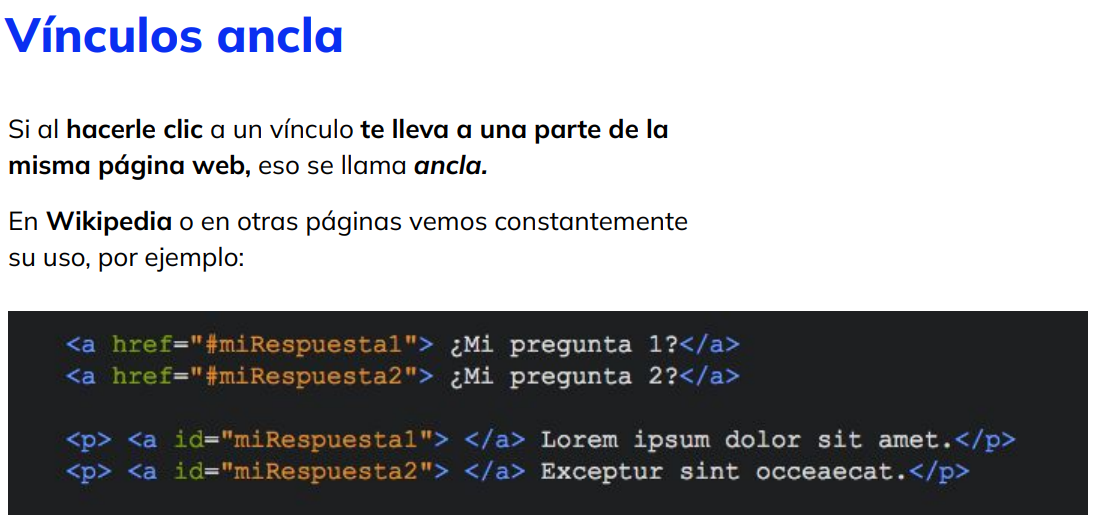 Vínculos ancla
Si al hacerle clic a un vínculo te lleva a una parte de la
misma página web, eso se llama ancla.
En Wikipedia o en otras páginas vemos constantemente
su uso, por ejemplo:
<a href="#miRespuesta1"> ¿Mi pregunta 1?</a>
<a href="#miRespuesta2"> ¿Mi pregunta 2?</a>
<p> <a id="miRespuesta1"> </a> Lorem ipsum dolor sit amet.</p>
<p> <a id="miRespuesta2"> </a> Exceptur sint occeaecat.</p>